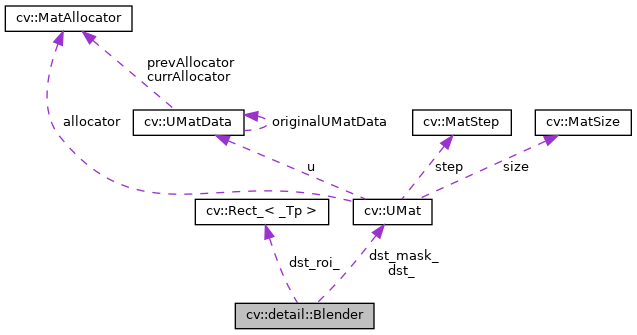 cv::MatAllocator
prevAllocator
currAllocator
allocator
cv::UMatData
originalUMatData
cv::MatStep
cv::MatSize
u
step
size
cv::Rect_< _Tp >
cv::UMat
dst_roi_
dst_mask_
dst_
cv::detail::Blender